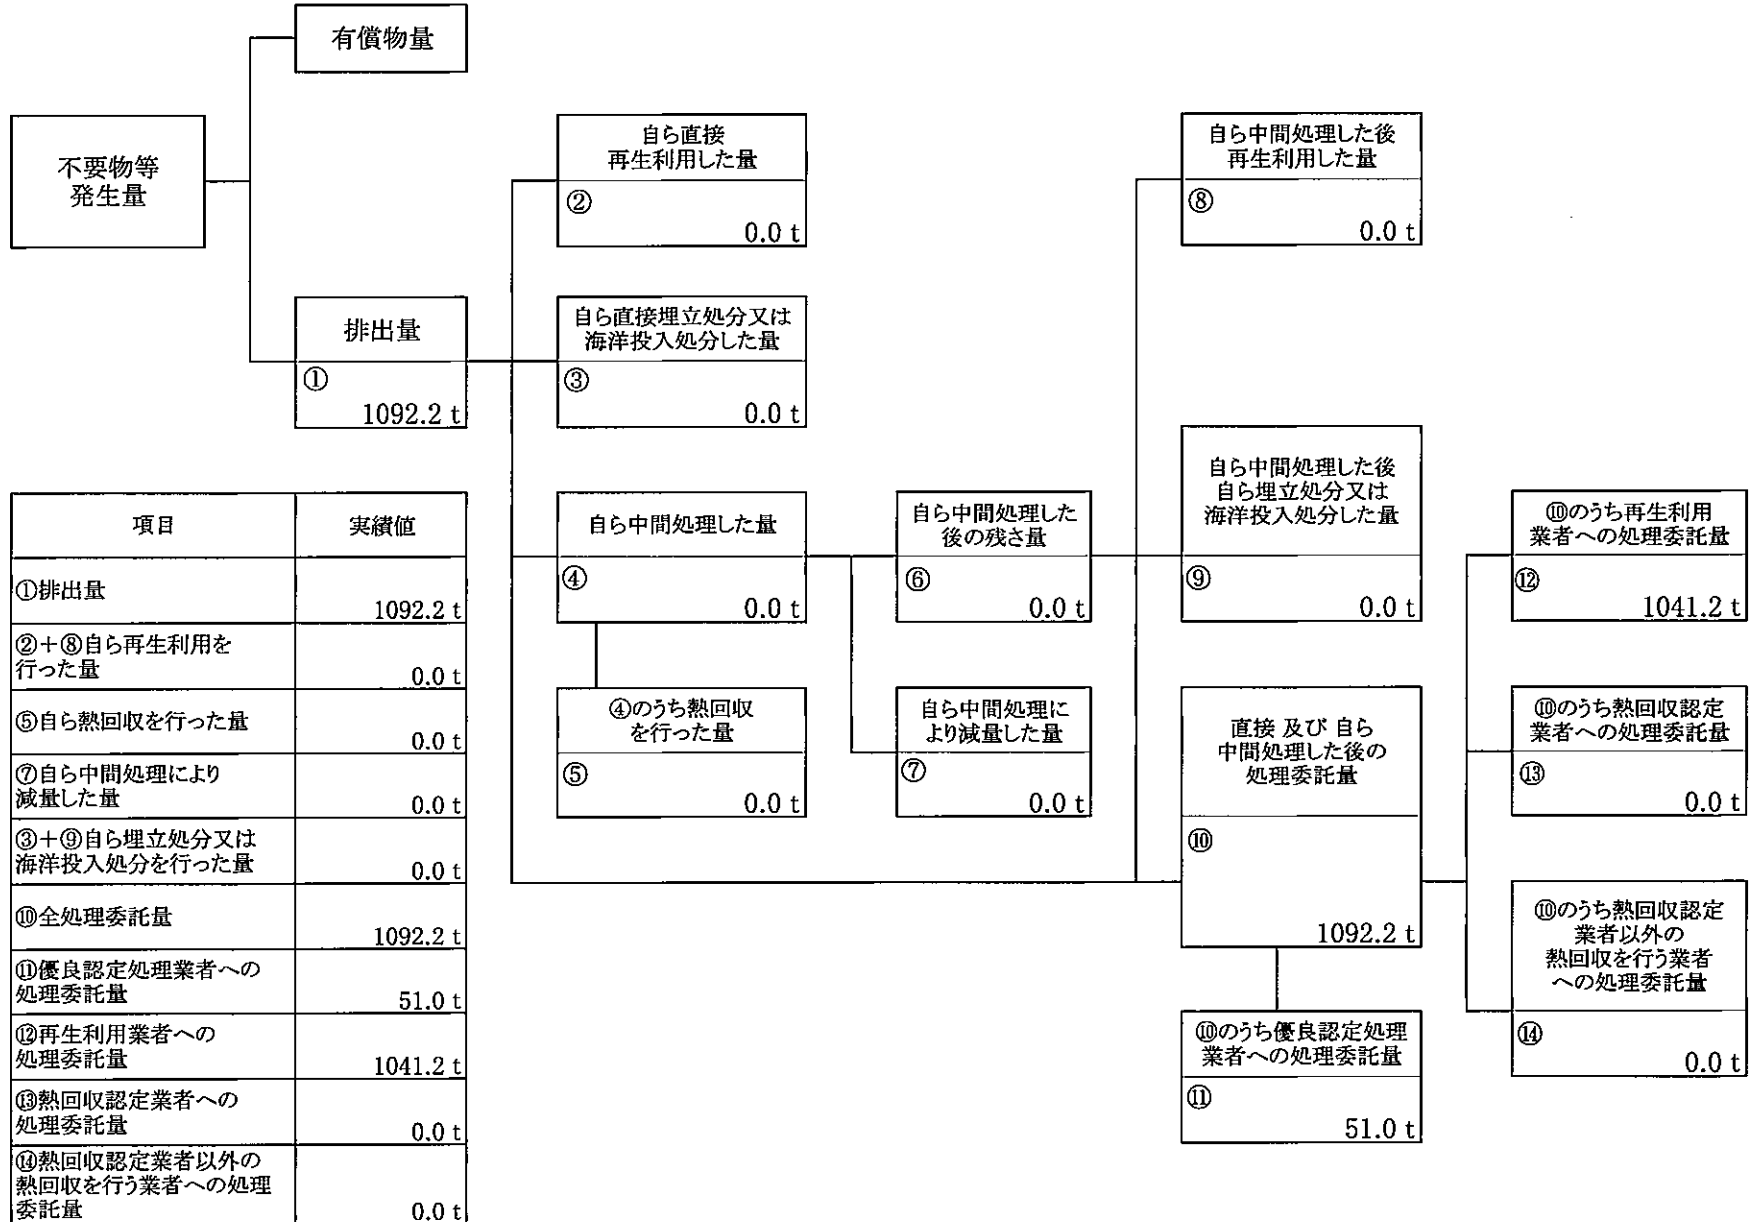 有償物量
不要物等
発生量
排出量
①
1092.2 t
自ら直接
再生利用した量
②
0.0 t
自ら直接埋立処分又は
海洋投入処分した量
③
0.0 t
自ら中間処理した量
④
0.0 t
④のうち熱回収
を行った量
⑤
0.0 t
自ら中間処理した
後の残さ量
⑥
0.0 t
自ら中間処理に
より減量した量
⑦
0.0 t
自ら中間処理した後
再生利用した量
⑧
0.0 t
自ら中間処理した後
自ら埋立処分又は
海洋投入処分した量
⑨
0.0 t
直接 及び 自ら
中間処理した後の
処理委託量
⑩
1092.2 t
⑩のうち優良認定処理
業者への処理委託量
⑪
51.0 t
⑩のうち再生利用
業者への処理委託量
⑫
1041.2 t
⑩のうち熱回収認定
業者への処理委託量
⑬
0.0 t
⑩のうち熱回収認定
業者以外の
熱回収を行う業者
への処理委託量
⑭
0.0 t
項目 実績値
①排出量
1092.2 t
②+⑧自ら再生利用を
行った量
0.0 t
⑤自ら熱回収を行った量
0.0 t
⑦自ら中間処理により
減量した量
0.0 t
③+⑨自ら埋立処分又は
海洋投入処分を行った量
0.0 t
⑩全処理委託量
1092.2 t
⑪優良認定処理業者への
処理委託量
51.0 t
⑫再生利用業者への
処理委託量
1041.2 t
⑬熱回収認定業者への
処理委託量
0.0 t
⑭熱回収認定業者以外の
熱回収を行う業者への処理
委託量
0.0 t